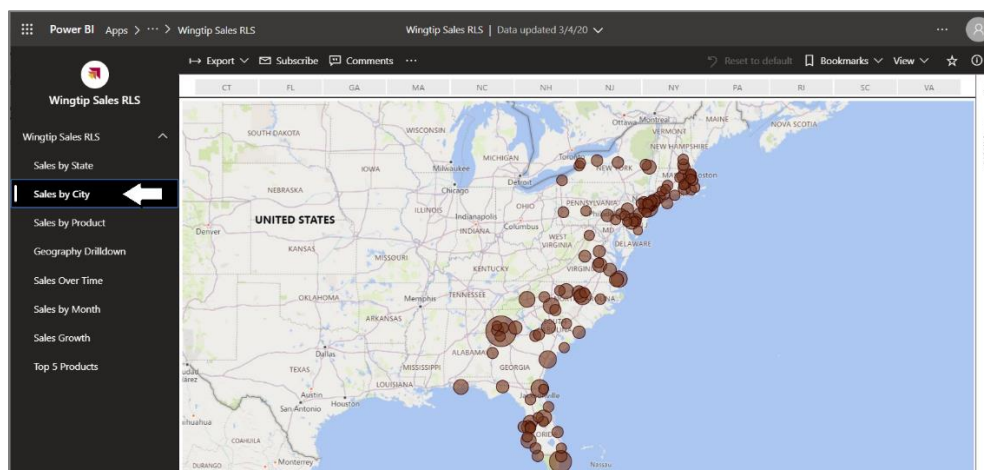 Power BI Apps > ··· > Wingtip Sales RLS
Wingtip Sales RLS | Data updated 3/4/20
Export
Subscribe
Comments
···
Reset to default
Bookmarks
View
Wingtip Sales RLS
Wingtip Sales RLS
Sales by State
Sales by City
Sales by Product
Geography Drilldown
Sales Over Time
Sales by Month
Sales Growth
Top 5 Products
CT FL GA MA NC NH NJ NY PA RI SC VA
Ottawa Montreal
MAINE
NOVA SCOTIA
SOUTH DAKOTA
WISCONSIN
VERMONT
NEW HAMPSHIRE
MICHIGAN
Toronto
NEW YORK
Boston
IOWA
Milwaukee
Detroit
Chicago
NEBRASKA
PENNSYLVANIA
ILLINOIS
OHIO
UNITED STATES
Indianapolis
INDIANA
Columbus
MD
Denver
WEST
VIRGINIA
DELAWARE
KANSAS
MISSOURI
KENTUCKY
OKLAHOMA
Memphis
TENNESSEE
ARKANSAS
Dallas
ALABAMA
MISSISSIPPI
GEORGIA
TEXAS
LOUISIANA
Austin
Houston
San Antonio
COAHUILA
Monterrey
DURANGO
Nassau